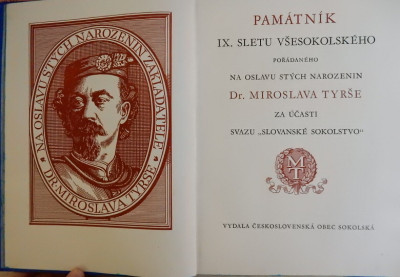 NA OSLAVU STÝCH NAROZENIN ZAKLADATELE
DR. MIROSLAVA TYRŠE
PAMÁTNÍK
IX. SLETU VŠESOKOLSKÉHO
POŘÁDANÉHO
NA OSLAVU STÝCH NAROZENIN
Dr. MIROSLAVA TYRŠE
ZA ÚČASTI
SVAZU „SLOVANSKÉ SOKOLSTVO“
MT
VYDALA ČESKOSLOVENSKÁ OBEC SOKOLSKÁ